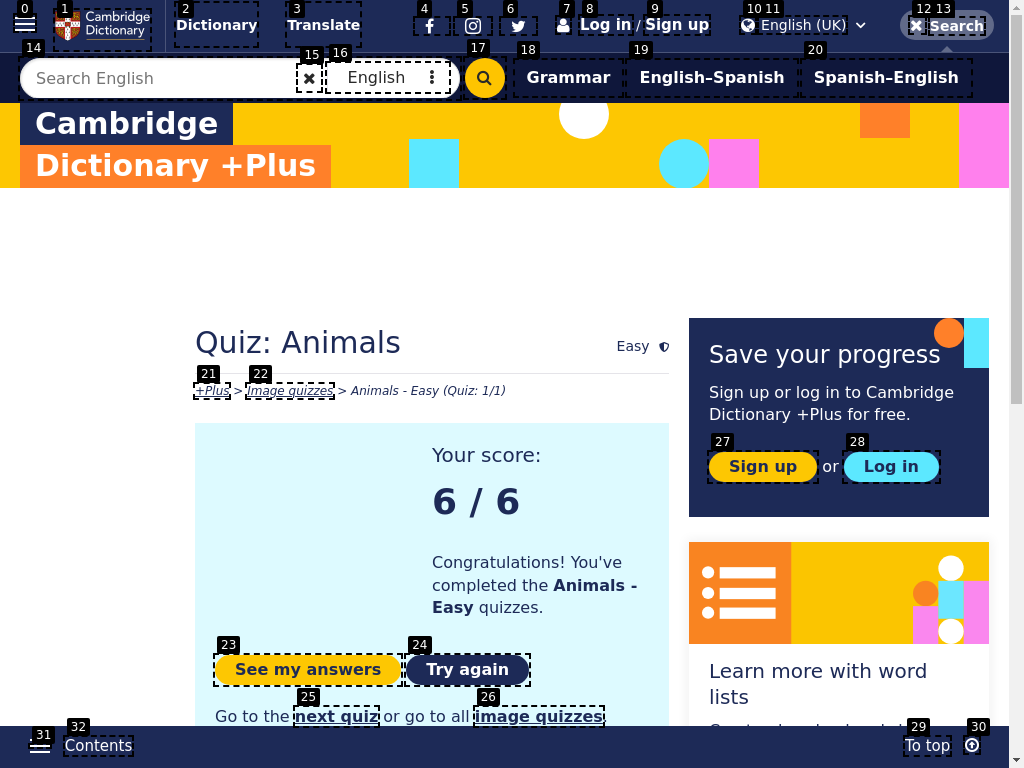 0 1 2 3 4 5 6 7 8 9 10 11 12 13
Cambridge
Dictionary
Dictionary
Translate
Log in / Sign up
English (UK)
Search
14 15 16 17 18 19 20
Search English
English
Grammar
English–Spanish
Spanish–English
Cambridge
Dictionary +Plus
Quiz: Animals
Easy
21 22
+Plus > Image quizzes > Animals - Easy (Quiz: 1/1)
Your score:
6 / 6
Congratulations! You've
completed the Animals -
Easy quizzes.
23 24
See my answers
Try again
25 26
Go to the next quiz or go to all image quizzes
Save your progress
Sign up or log in to Cambridge
Dictionary +Plus for free.
27 28
Sign up or Log in
Learn more with word
lists
31 32 29 30
Contents
To top